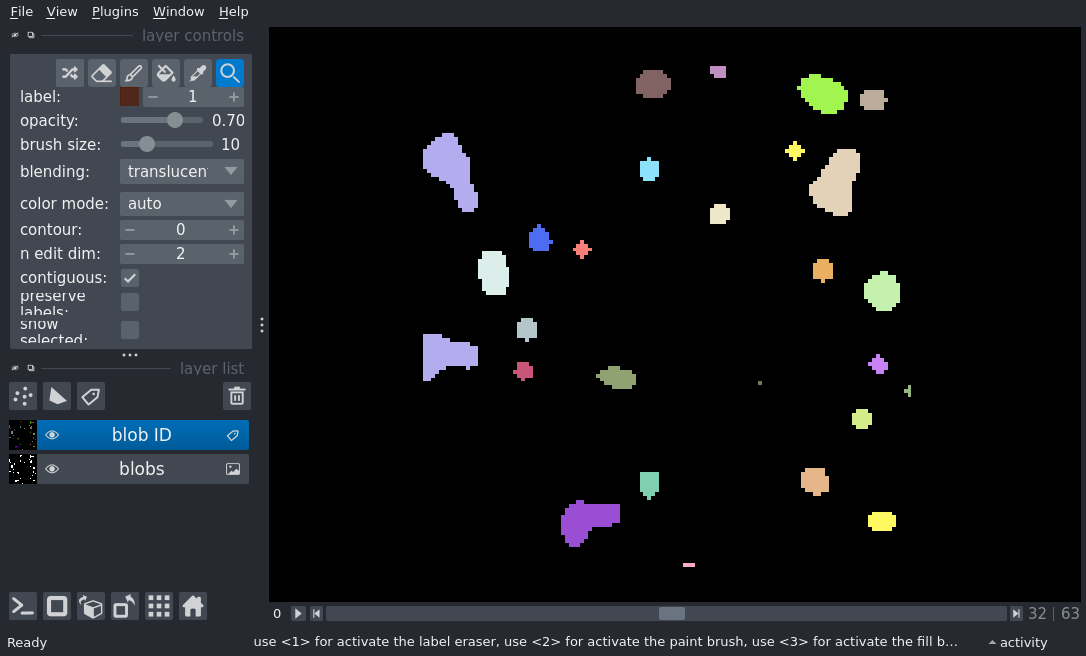 File View Plugins Window Help
layer controls
label: 1
opacity: 0.70
brush size: 10
blending: translucen
color mode: auto
contour: 0
n edit dim: 2
contiguous:
preserve
labels:
show
selected:
layer list
blob ID
blobs
0 32 63
Ready use <1> for activate the label eraser, use <2> for activate the paint brush, use <3> for activate the fill b... activity